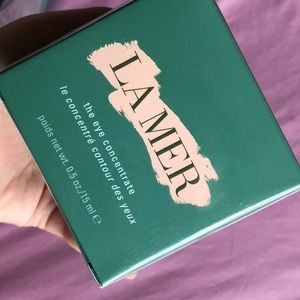 LA MER
the eye concentrate
le concentré contour des yeux
poids net wt. 0.5 oz./15 ml ℮